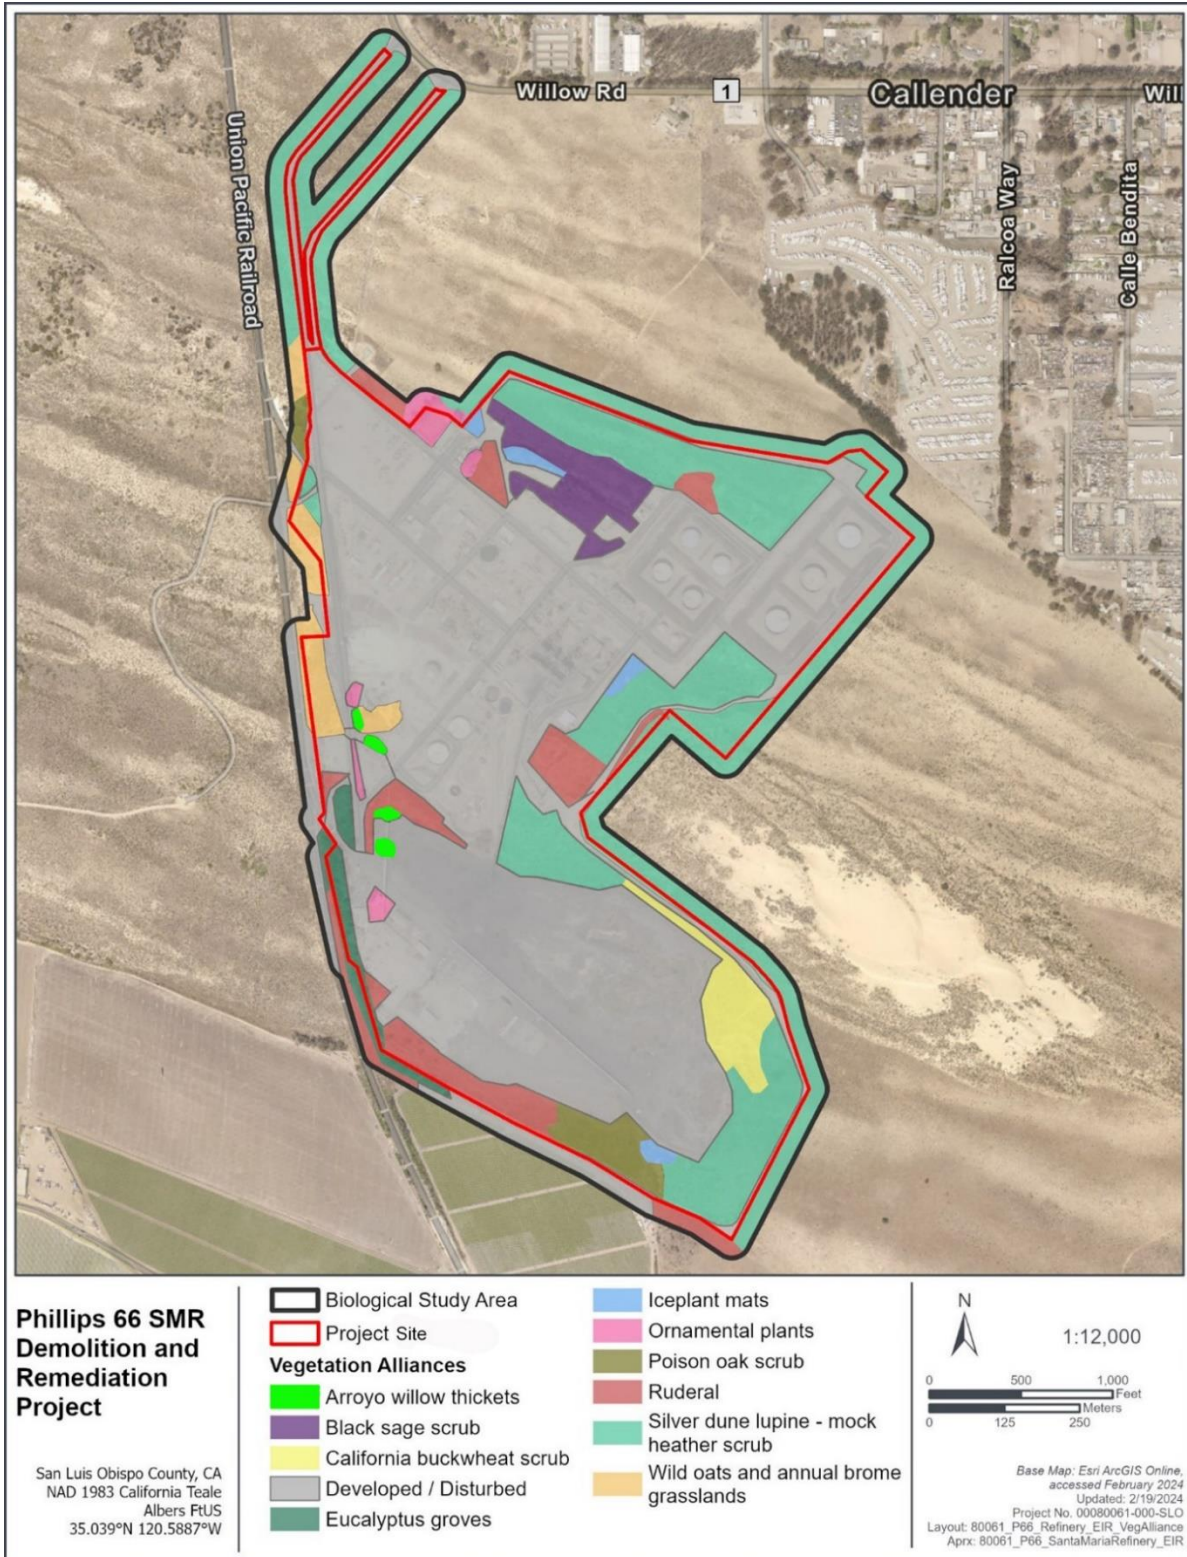 Willow Rd
1
Callender
Will
Union Pacific Railroad
Ralcoa Way
Calle Bendita
Phillips 66 SMR
Demolition and
Remediation
Project
San Luis Obispo County, CA
NAD 1983 California Teale
Albers FtUS
35.039°N 120.5887°W
Biological Study Area
Project Site
Vegetation Alliances
Arroyo willow thickets
Black sage scrub
California buckwheat scrub
Developed / Disturbed
Eucalyptus groves
Iceplant mats
Ornamental plants
Poison oak scrub
Ruderal
Silver dune lupine - mock
heather scrub
Wild oats and annual brome
grasslands
N
1:12,000
0 500 1,000
Feet
Meters
0 125 250
Base Map: Esri ArcGIS Online,
accessed February 2024
Updated: 2/19/2024
Project No. 00080061-000-SLO
Layout: 80061_P66_Refinery_EIR_VegAlliance
Aprx: 80061_P66_SantaMariaRefinery_EIR